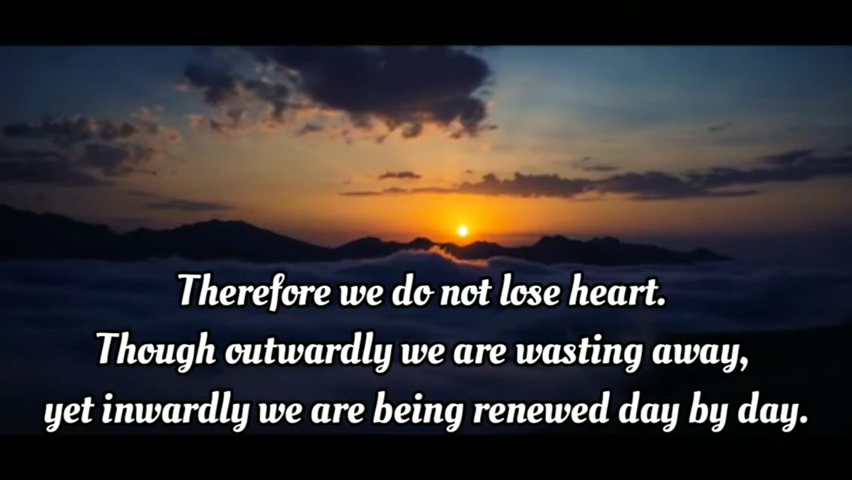 Therefore we do not lose heart.
Though outwardly we are wasting away,
yet inwardly we are being renewed day by day.